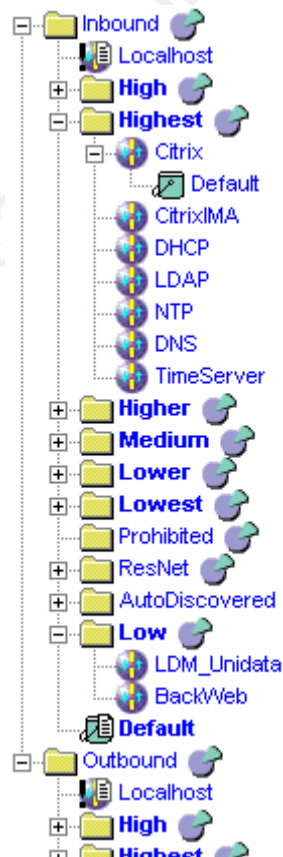 Inbound
Localhost
High
Highest
Citrix
Default
CitrixIMA
DHCP
LDAP
NTP
DNS
TimeServer
Higher
Medium
Lower
Lowest
Prohibited
ResNet
AutoDiscovered
Low
LDM_Unidata
BackWeb
Default
Outbound
Localhost
High
Highest